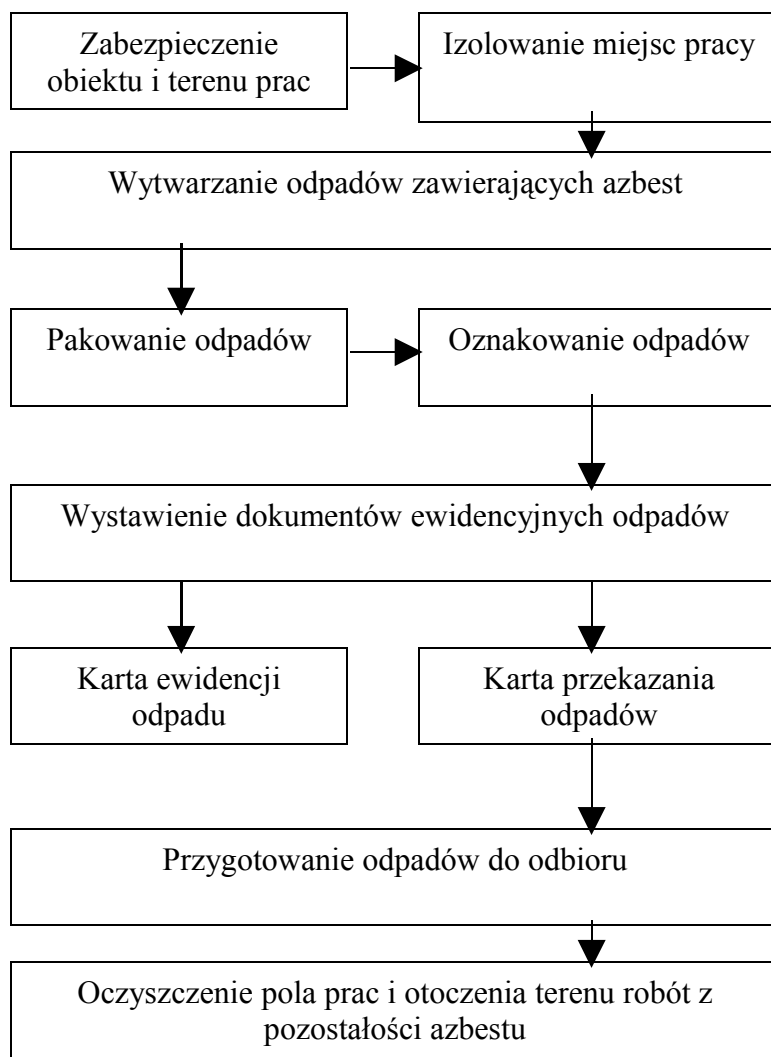 Zabezpieczenie
obiektu i terenu prac
Izolowanie miejsc pracy
Wytwarzanie odpadów zawierających azbest
Pakowanie odpadów
Oznakowanie odpadów
Wystawienie dokumentów ewidencyjnych odpadów
Karta ewidencji
odpadu
Karta przekazania
odpadów
Przygotowanie odpadów do odbioru
Oczyszczenie pola prac i otoczenia terenu robót z
pozostałości azbestu